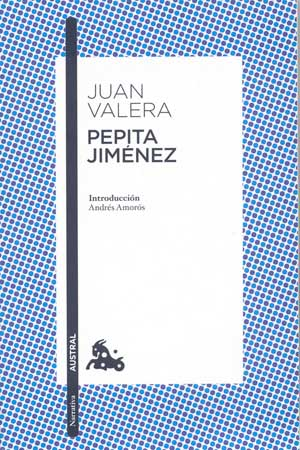 JUAN
VALERA
PEPITA
JIMÉNEZ
Introducción
Andrés Amorós
AUSTRAL
Narrativa